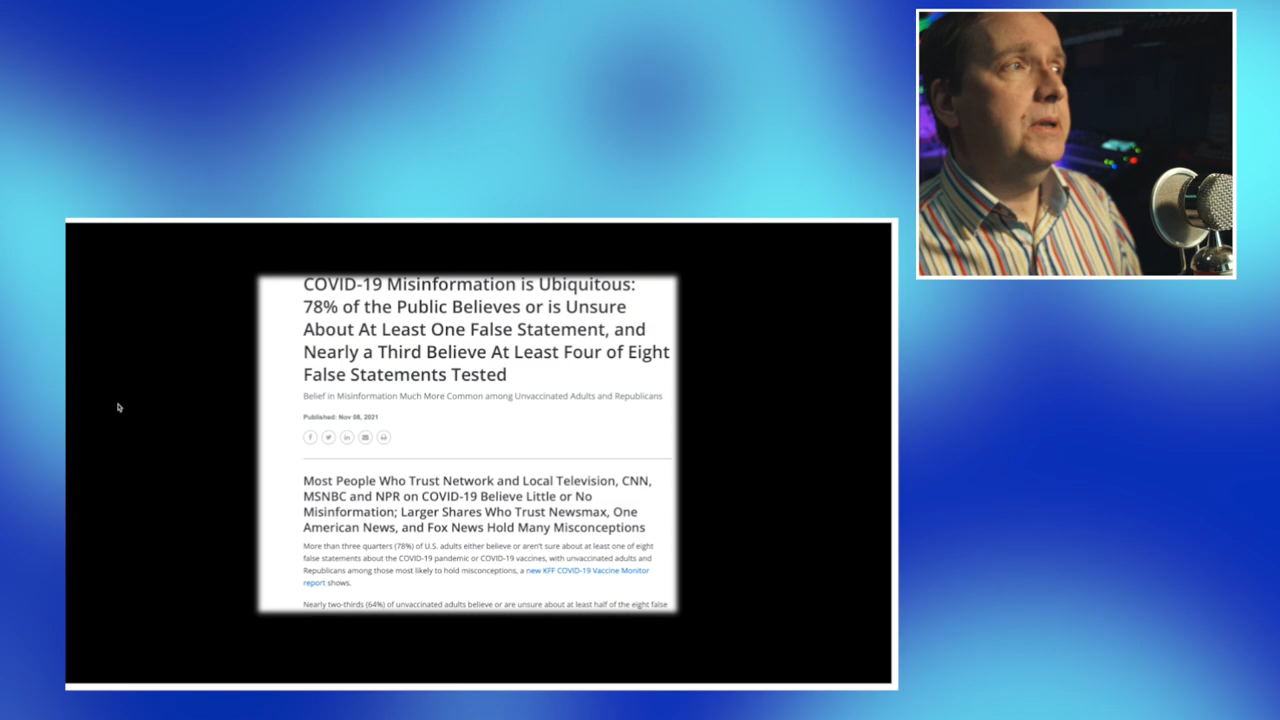 COVID-19 Misinformation is Ubiquitous:
78% of the Public Believes or is Unsure
About At Least One False Statement, and
Nearly a Third Believe At Least Four of Eight
False Statements Tested
Belief in Misinformation Much More Common among Unvaccinated Adults and Republicans
Published: Nov 08, 2021
Most People Who Trust Network and Local Television, CNN,
MSNBC and NPR on COVID-19 Believe Little or No
Misinformation; Larger Shares Who Trust Newsmax, One
American News, and Fox News Hold Many Misconceptions
More than three quarters (78%) of U.S. adults either believe or aren't sure about at least one of eight
false statements about the COVID-19 pandemic or COVID-19 vaccines, with unvaccinated adults and
Republicans among those most likely to hold misconceptions, a new KFF COVID-19 Vaccine Monitor
report shows.
Nearly two-thirds (64%) of unvaccinated adults believe or are unsure about at least half of the eight false